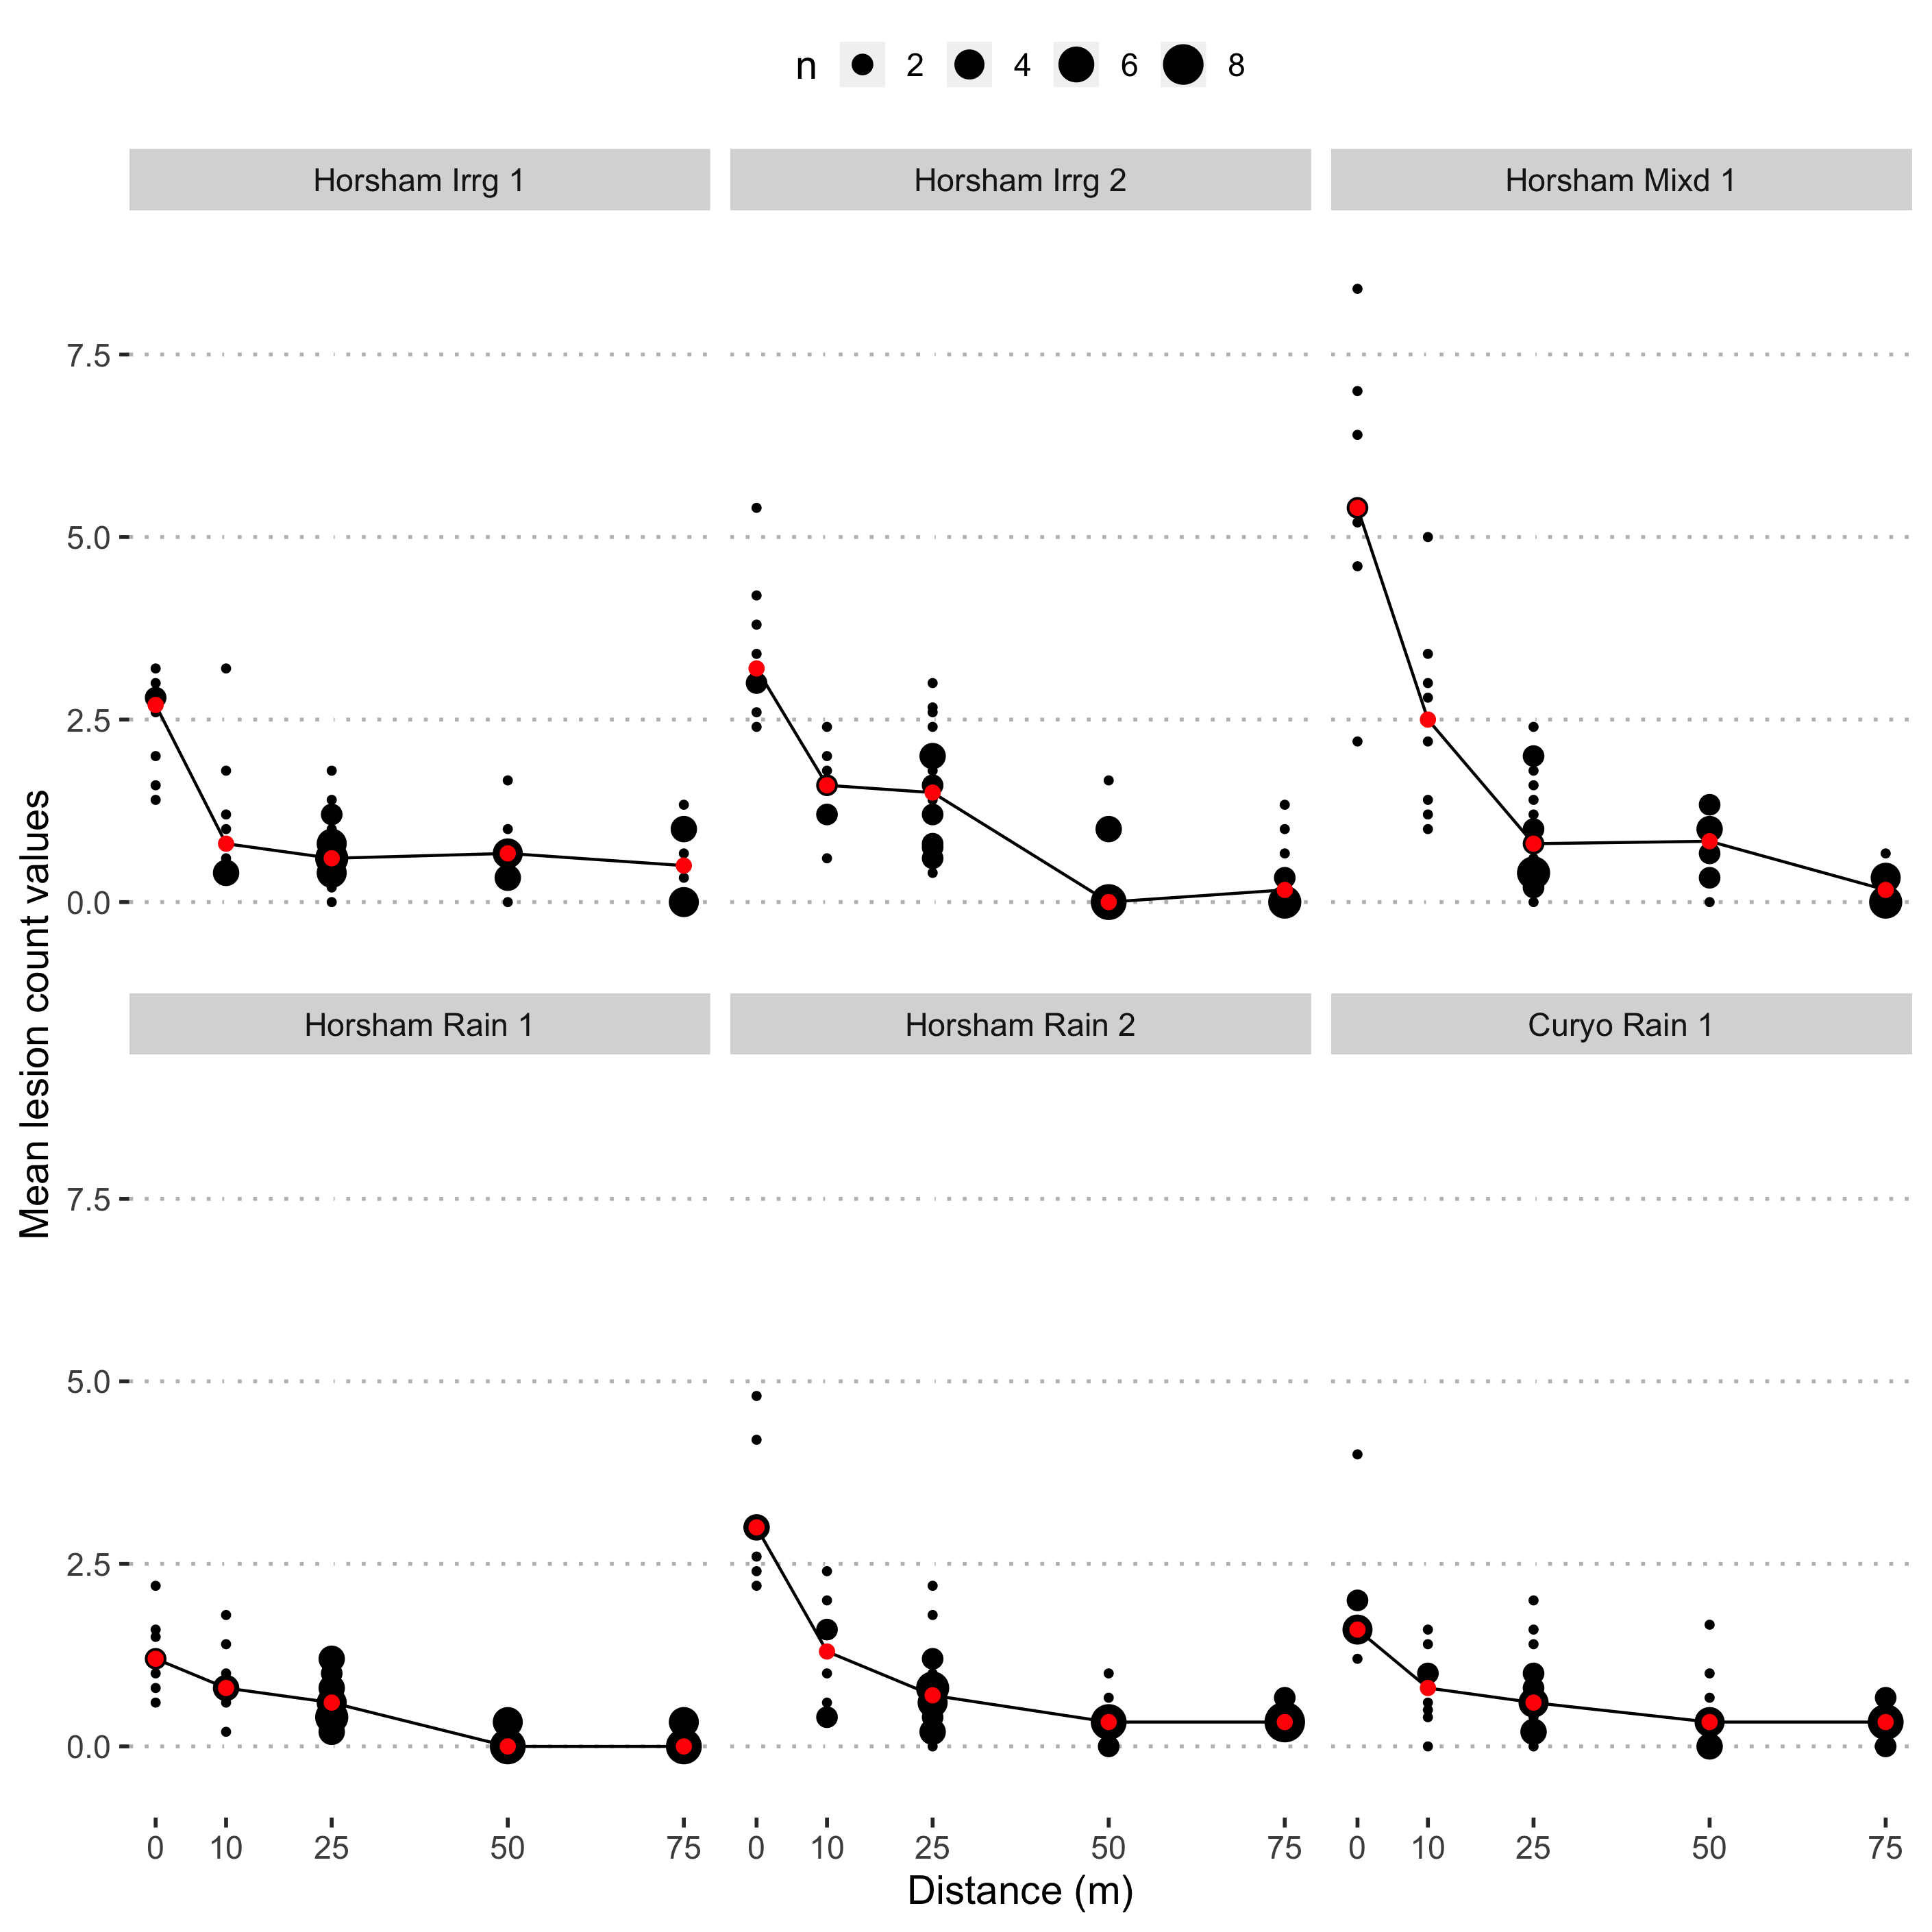 n 2 4 6 8
Horsham Irrg 1 Horsham Irrg 2 Horsham Mixd 1
7.5
5.0
2.5
0.0
Mean lesion count values
Horsham Rain 1 Horsham Rain 2 Curyo Rain 1
7.5
5.0
2.5
0.0
0 10 25 50 75 0 10 25 50 75 0 10 25 50 75
Distance (m)